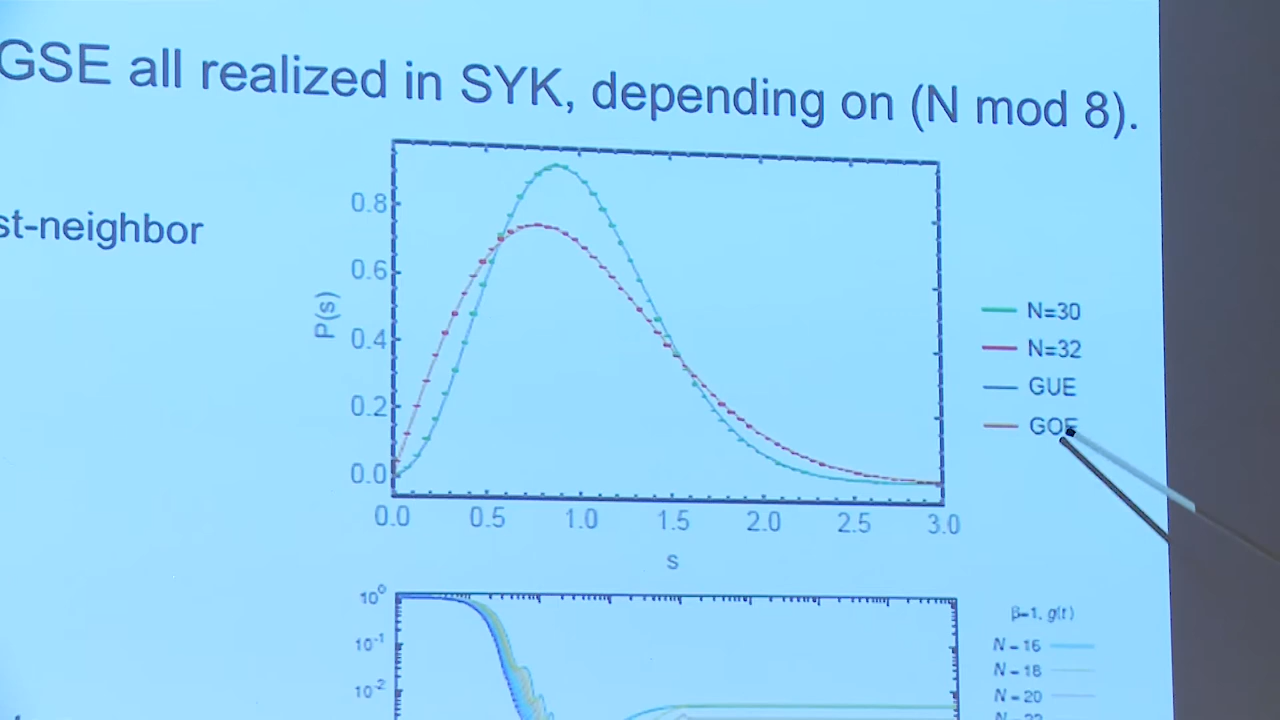 GSE all realized in SYK, depending on (N mod 8).
st-neighbor
P(s)
0.8
0.6
0.4
0.2
0.0
0.0 0.5 1.0 1.5 2.0 2.5 3.0
s
N=30
N=32
GUE
GOE
10⁰
10⁻¹
10⁻²
β=1, g(t)
N = 16
N = 18
N = 20